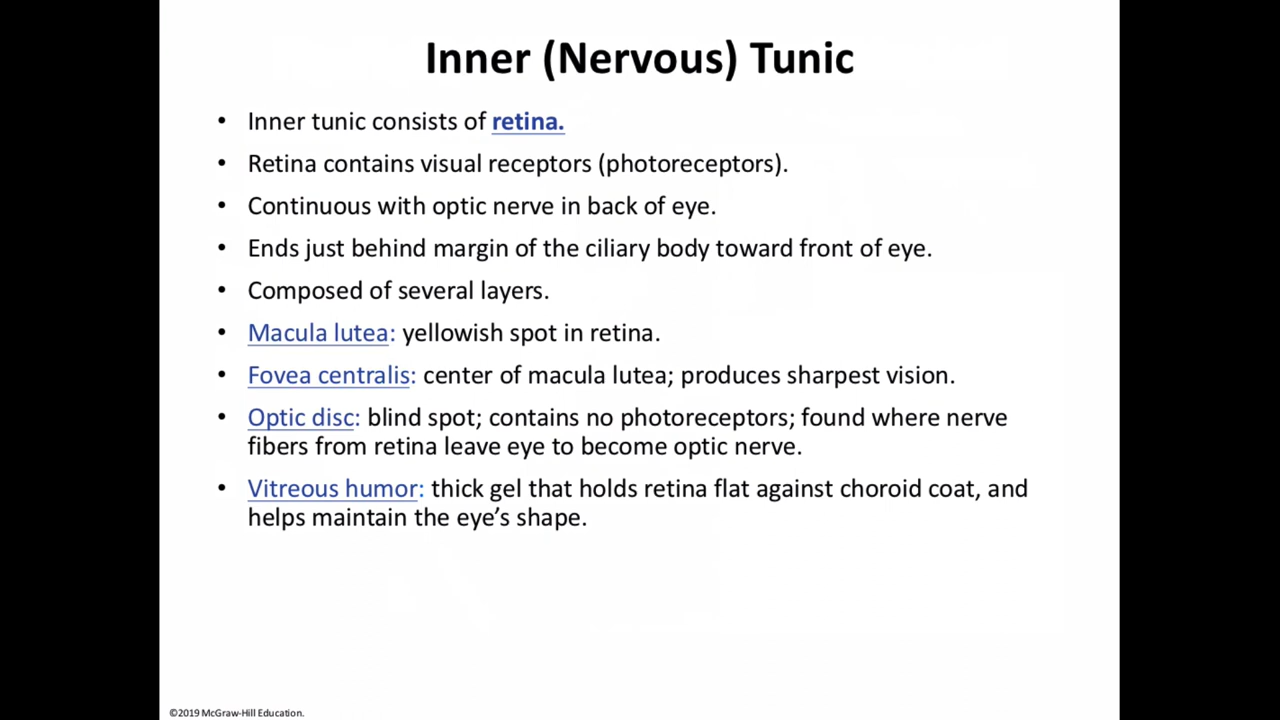 Inner (Nervous) Tunic
• Inner tunic consists of retina.
• Retina contains visual receptors (photoreceptors).
• Continuous with optic nerve in back of eye.
• Ends just behind margin of the ciliary body toward front of eye.
• Composed of several layers.
• Macula lutea: yellowish spot in retina.
• Fovea centralis: center of macula lutea; produces sharpest vision.
• Optic disc: blind spot; contains no photoreceptors; found where nerve
fibers from retina leave eye to become optic nerve.
• Vitreous humor: thick gel that holds retina flat against choroid coat, and
helps maintain the eye’s shape.
©2019 McGraw-Hill Education.